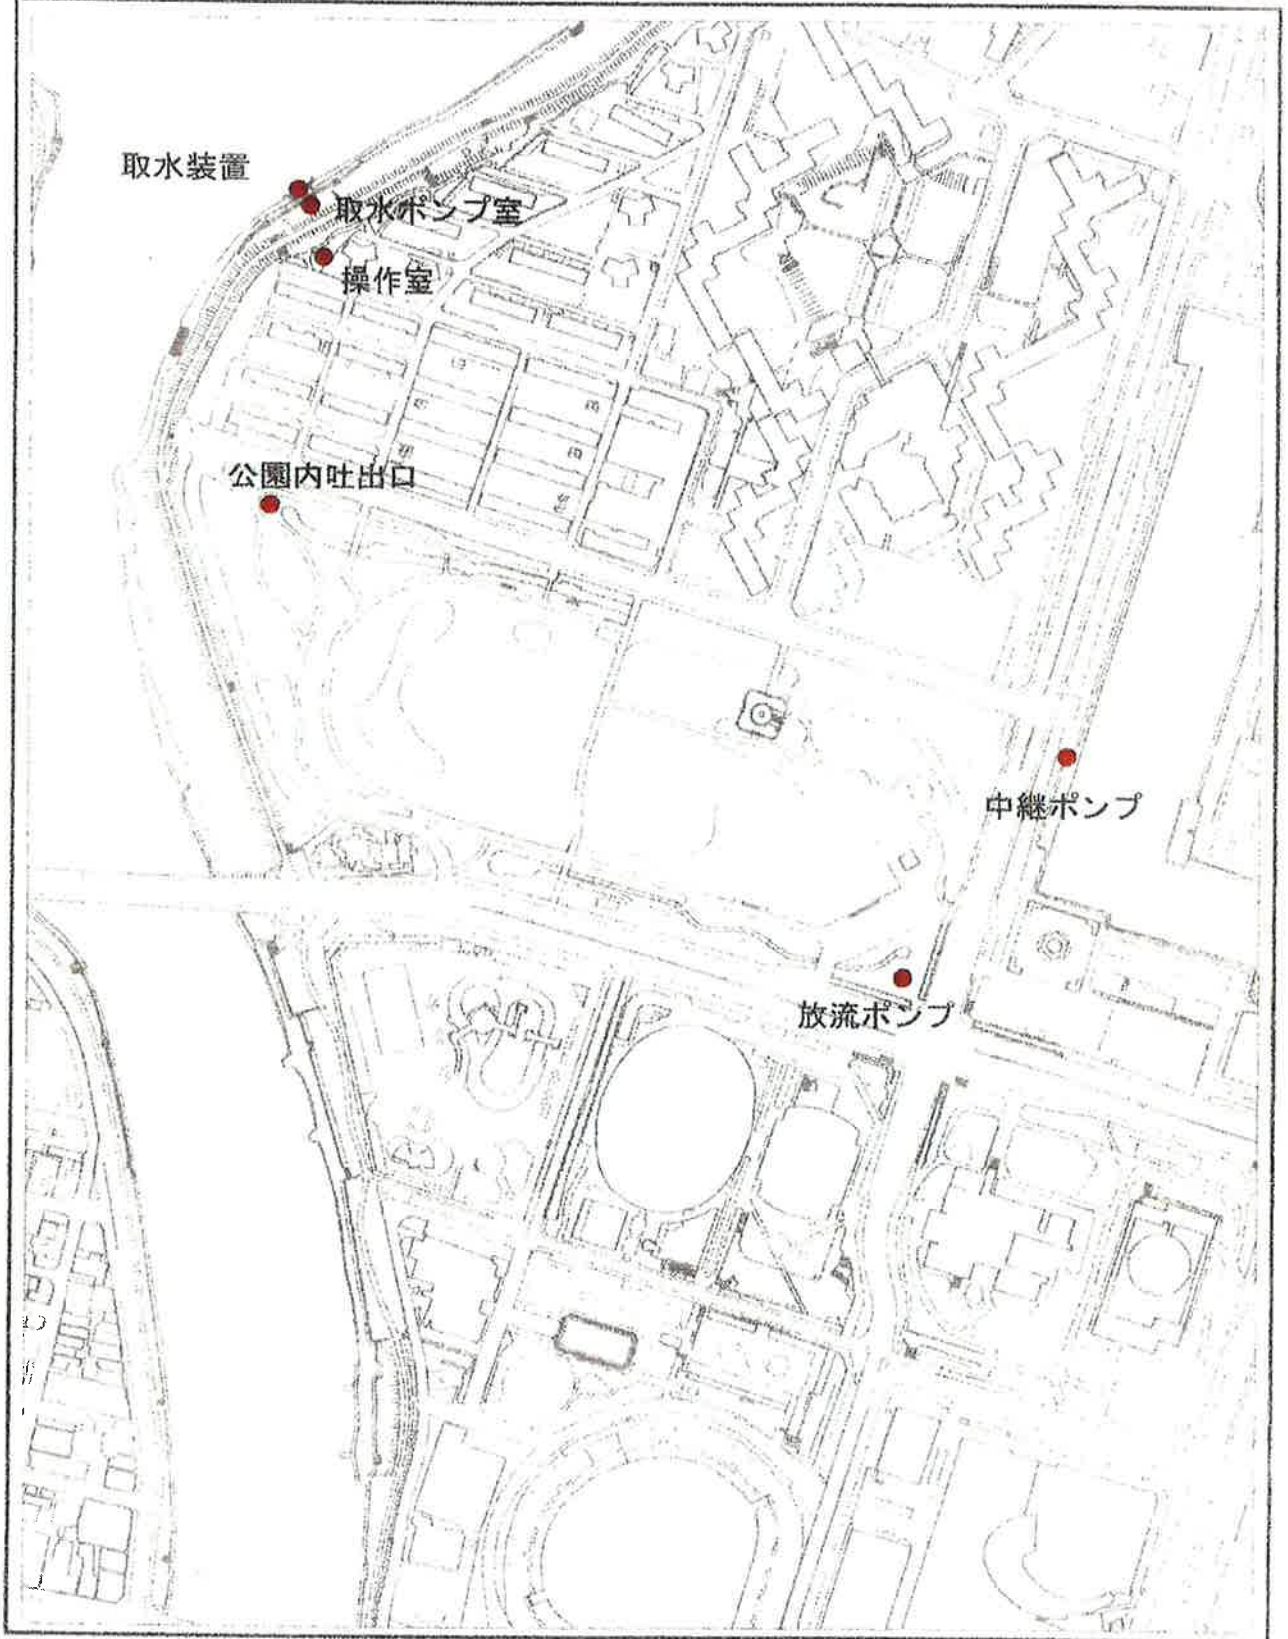 取水装置
取水ポンプ室
操作室
公園内吐出口
中継ポンプ
放流ポンプ